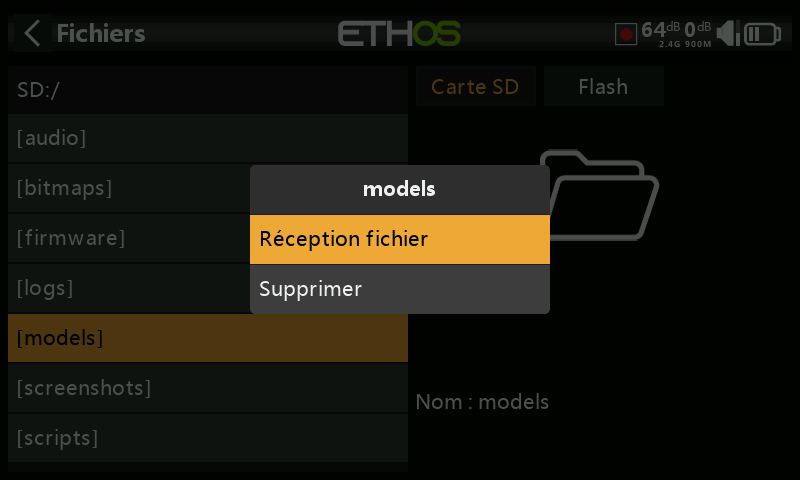 Fichiers
ETHOS
64dB 0dB
2.4G 900M
SD:/
Carte SD
Flash
[audio]
[bitmaps]
models
[firmware]
Réception fichier
[logs]
Supprimer
[models]
[screenshots]
Nom : models
[scripts]